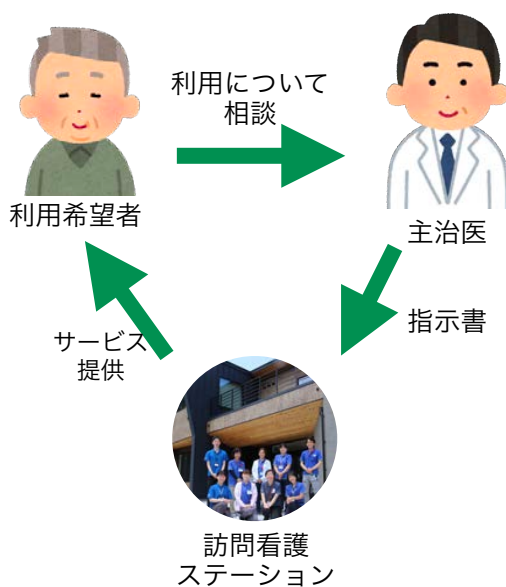 利用について
相談
利用希望者
主治医
指示書
サービス
提供
訪問看護
ステーション